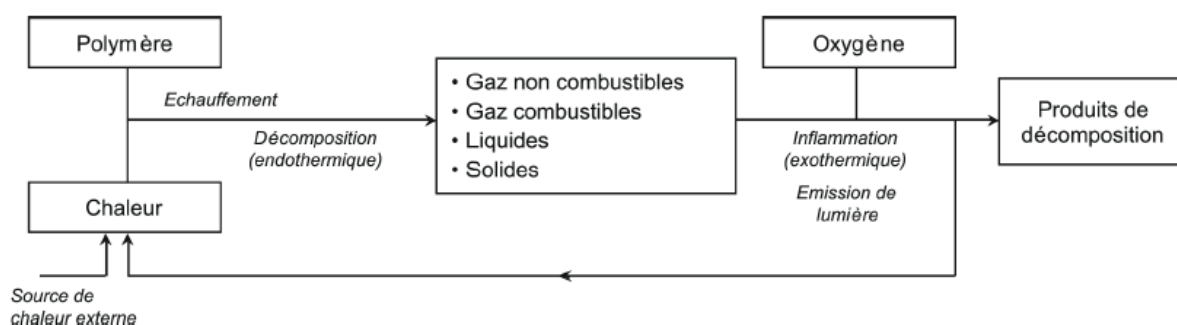 Polymère
Oxygène
Echauffement
Décomposition
(endothermique)
• Gaz non combustibles
• Gaz combustibles
• Liquides
• Solides
Inflammation
(exothermique)
Emission de
lumière
Produits de
décomposition
Chaleur
Source de
chaleur externe